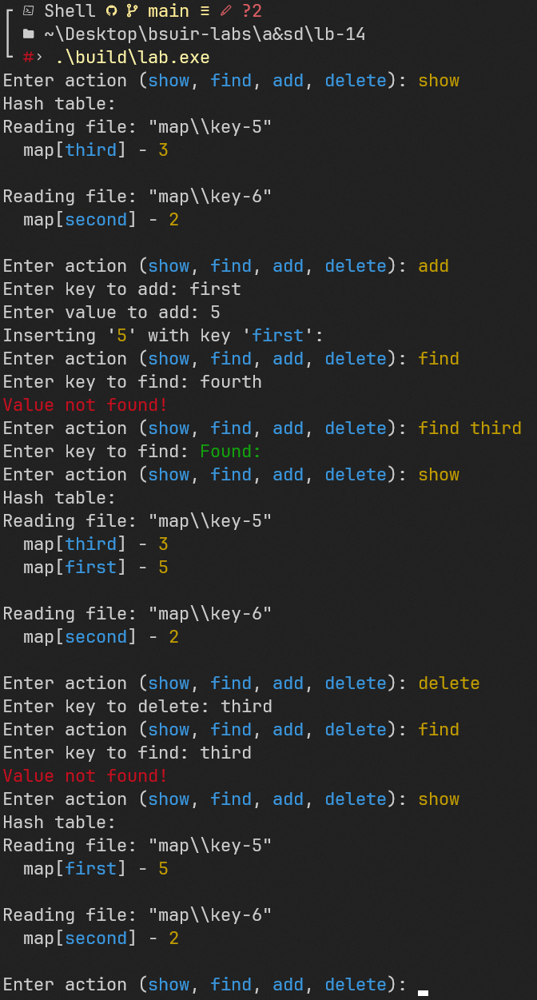 Shell main ≡ ?2
~\Desktop\bsuir-labs\a&sd\lb-14
#› .\build\lab.exe
Enter action (show, find, add, delete): show
Hash table:
Reading file: "map\\key-5"
  map[third] - 3

Reading file: "map\\key-6"
  map[second] - 2

Enter action (show, find, add, delete): add
Enter key to add: first
Enter value to add: 5
Inserting '5' with key 'first':
Enter action (show, find, add, delete): find
Enter key to find: fourth
Value not found!
Enter action (show, find, add, delete): find third
Enter key to find: Found:
Enter action (show, find, add, delete): show
Hash table:
Reading file: "map\\key-5"
  map[third] - 3
  map[first] - 5

Reading file: "map\\key-6"
  map[second] - 2

Enter action (show, find, add, delete): delete
Enter key to delete: third
Enter action (show, find, add, delete): find
Enter key to find: third
Value not found!
Enter action (show, find, add, delete): show
Hash table:
Reading file: "map\\key-5"
  map[first] - 5

Reading file: "map\\key-6"
  map[second] - 2

Enter action (show, find, add, delete):